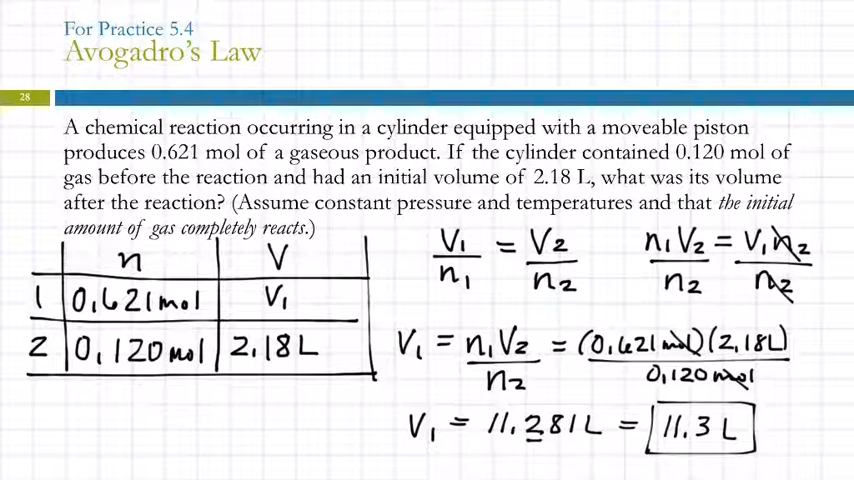 For Practice 5.4
Avogadro's Law
28
A chemical reaction occurring in a cylinder equipped with a moveable piston
produces 0.621 mol of a gaseous product. If the cylinder contained 0.120 mol of
gas before the reaction and had an initial volume of 2.18 L, what was its volume
after the reaction? (Assume constant pressure and temperatures and that the initial
amount of gas completely reacts.)
n V
1 0.621 mol V₁
2 0.120 mol 2.18 L
V₁/n₁ = V₂/n₂
n₁V₂/n₂ = V₁n₂/n₂
V₁ = n₁V₂/n₂ = (0.621 mol)(2.18L)/0.120 mol
V₁ = 11.281 L = 11.3 L